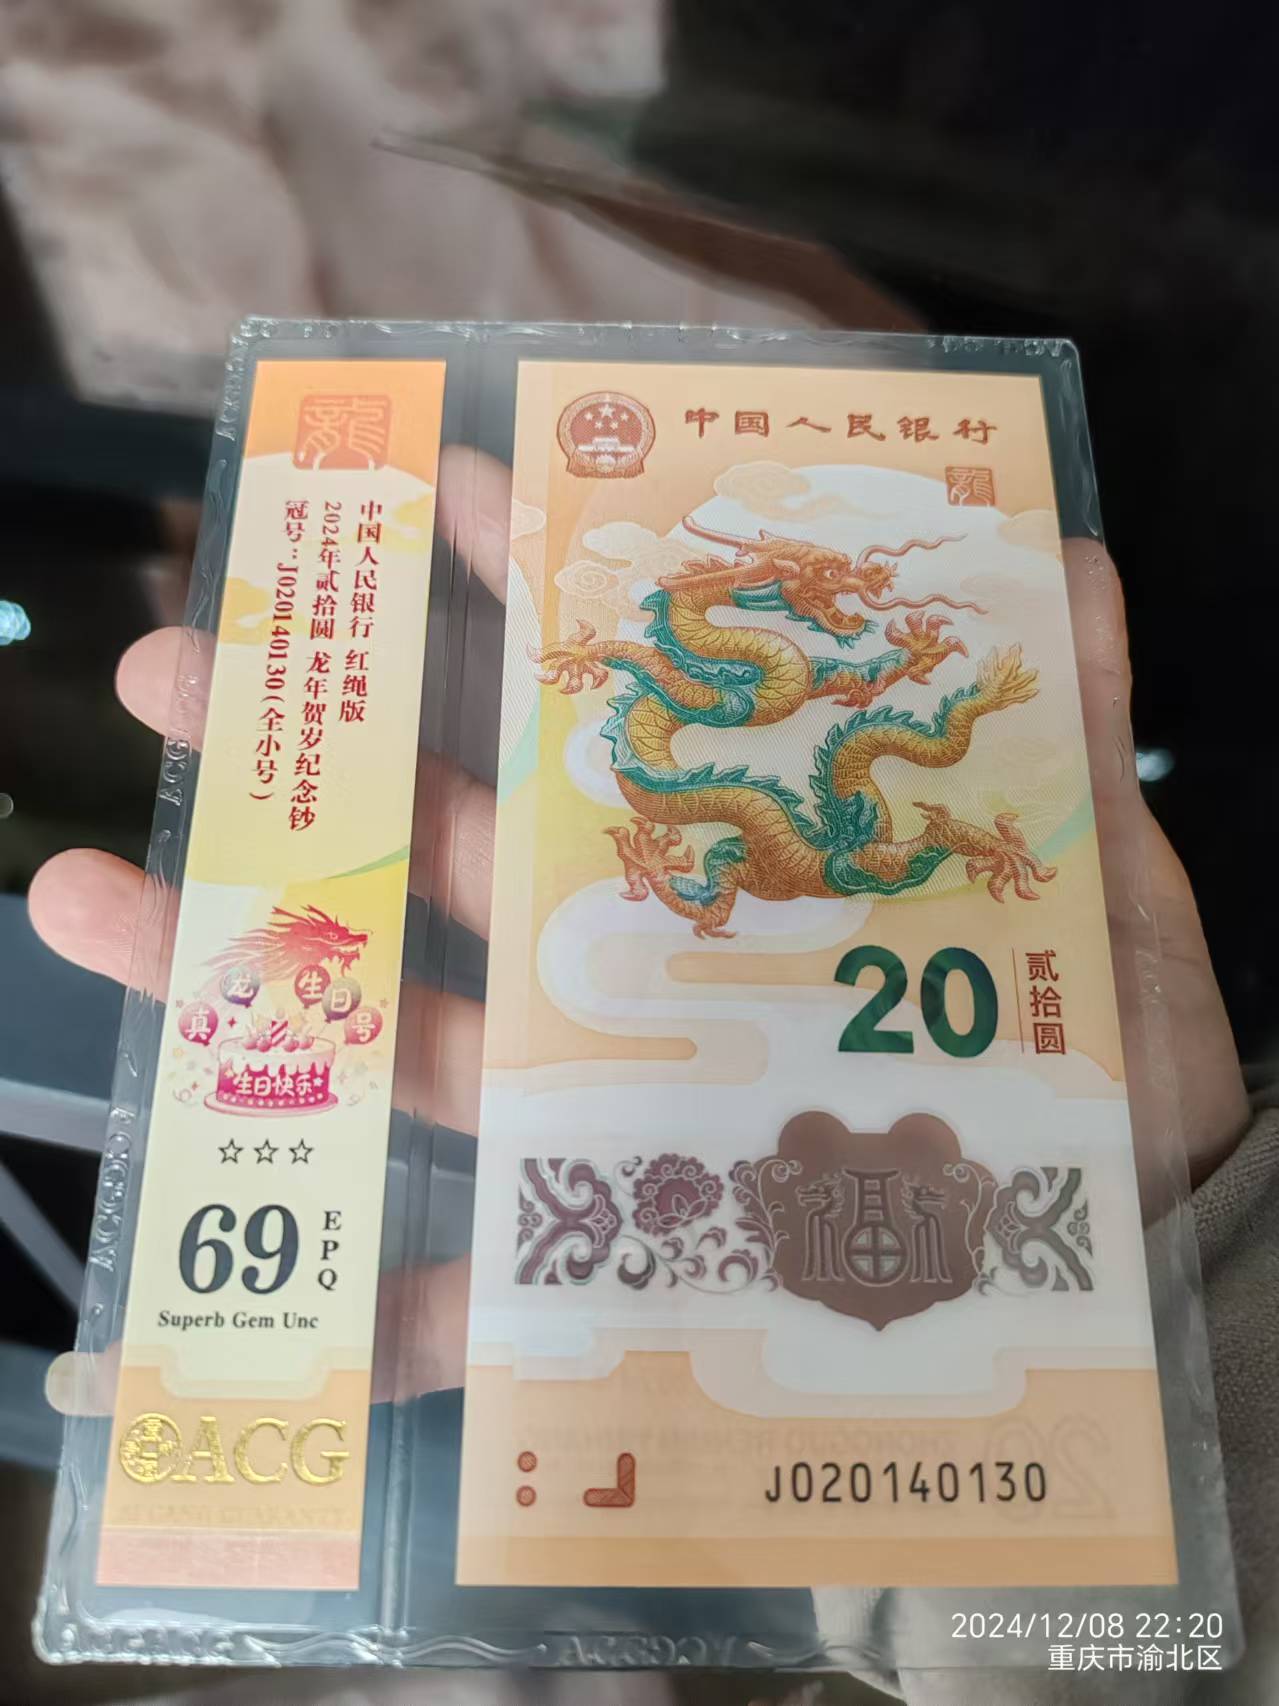 龍
中国人民银行 红绳版
2024年贰拾圆 龙年贺岁纪念钞
冠号"J020140130(全小号)
真龙生日号
生日快乐
☆☆☆
69
EPQ
Superb Gem Unc
ACG
中国人民银行
龍
20
贰拾圆
福
J020140130
2024/12/08 22:20
重庆市渝北区